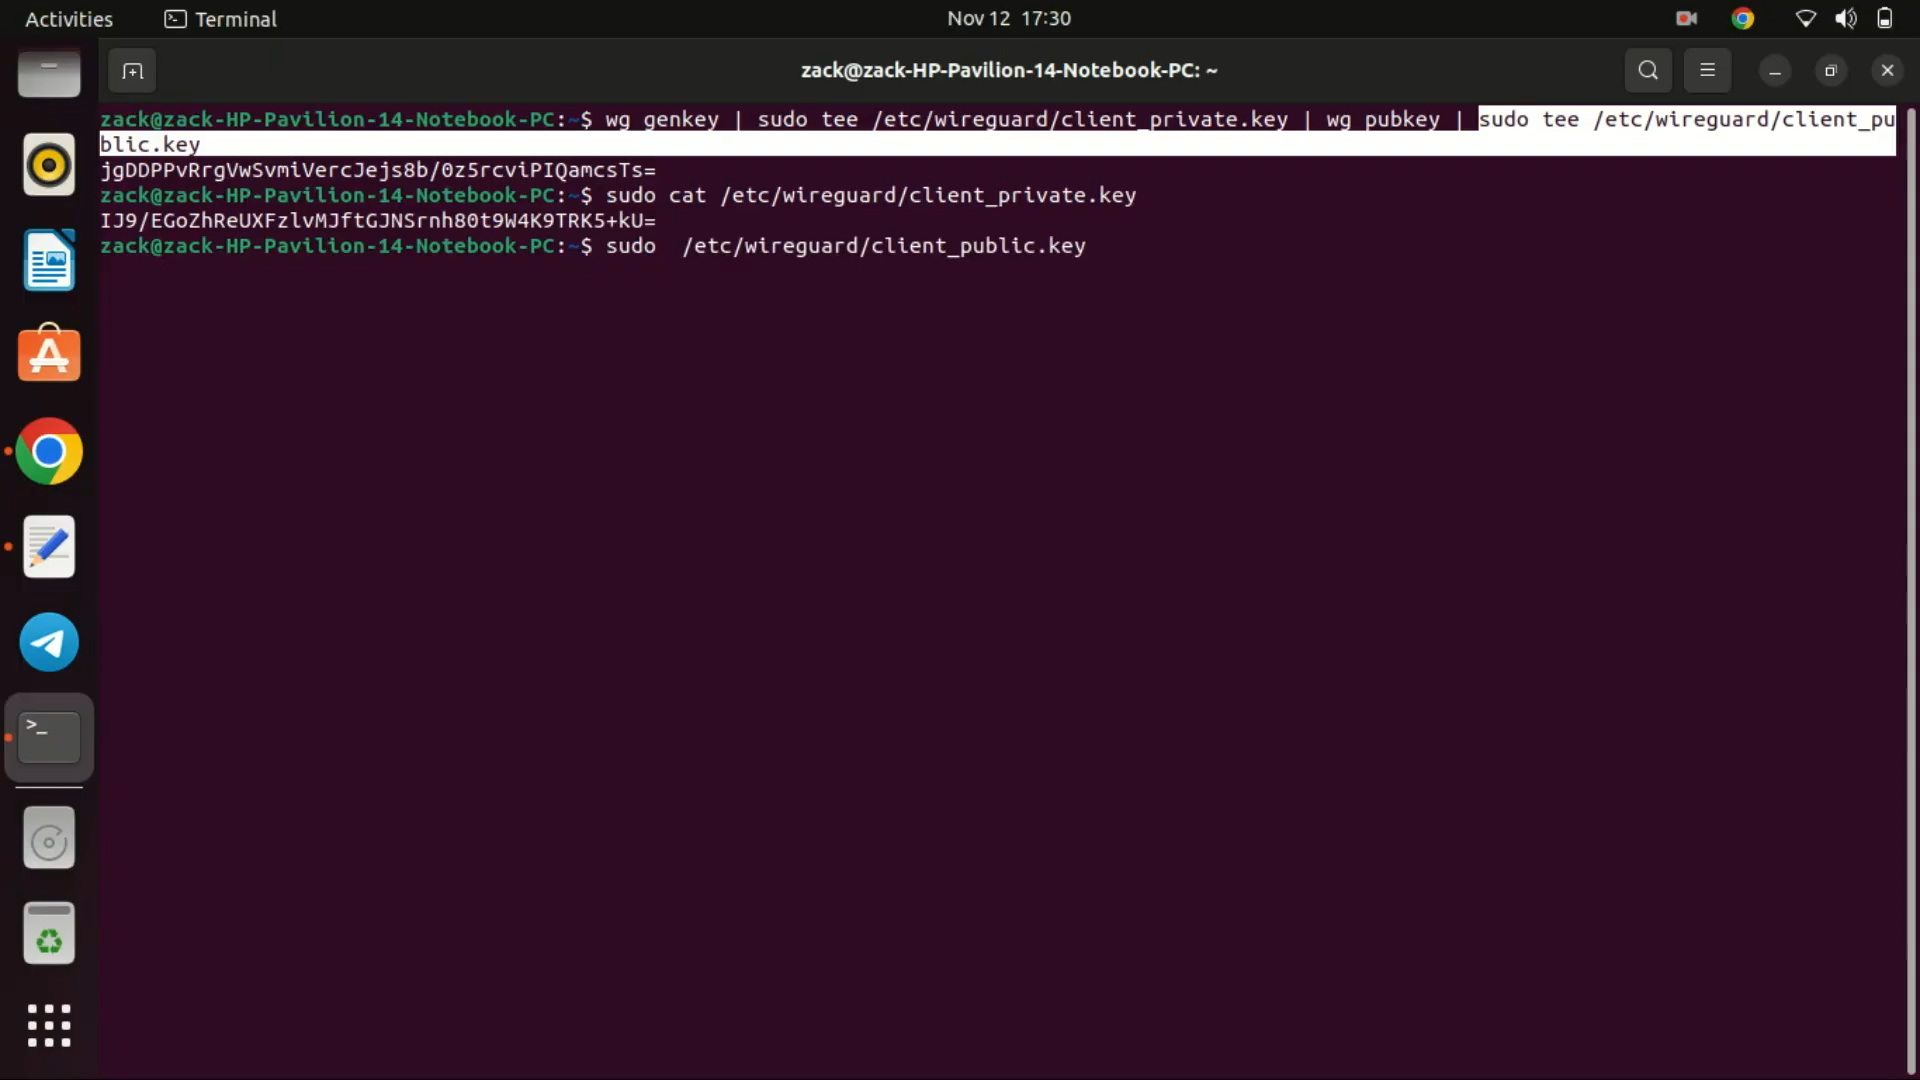 Activities
Terminal
Nov 12 17:30
zack@zack-HP-Pavilion-14-Notebook-PC: ~
zack@zack-HP-Pavilion-14-Notebook-PC:~$ wg genkey | sudo tee /etc/wireguard/client_private.key | wg pubkey | sudo tee /etc/wireguard/client_pu
blic.key
jgDDPPvRrgVwSvmiVercJejs8b/0z5rcviPIQamcsTs=
zack@zack-HP-Pavilion-14-Notebook-PC:~$ sudo cat /etc/wireguard/client_private.key
IJ9/EGoZhReUXFzlvMJftGJNSrnh80t9W4K9TRK5+kU=
zack@zack-HP-Pavilion-14-Notebook-PC:~$ sudo  /etc/wireguard/client_public.key